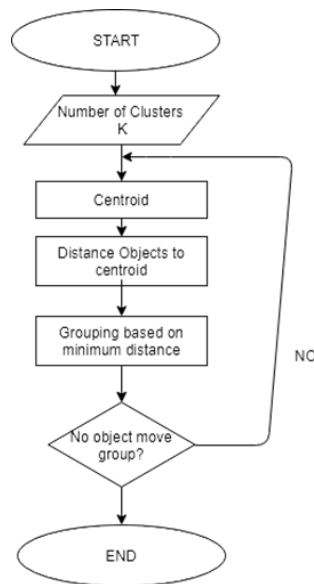 START
Number of Clusters
K
Centroid
Distance Objects to
centroid
Grouping based on
minimum distance
NO
No object move
group?
END